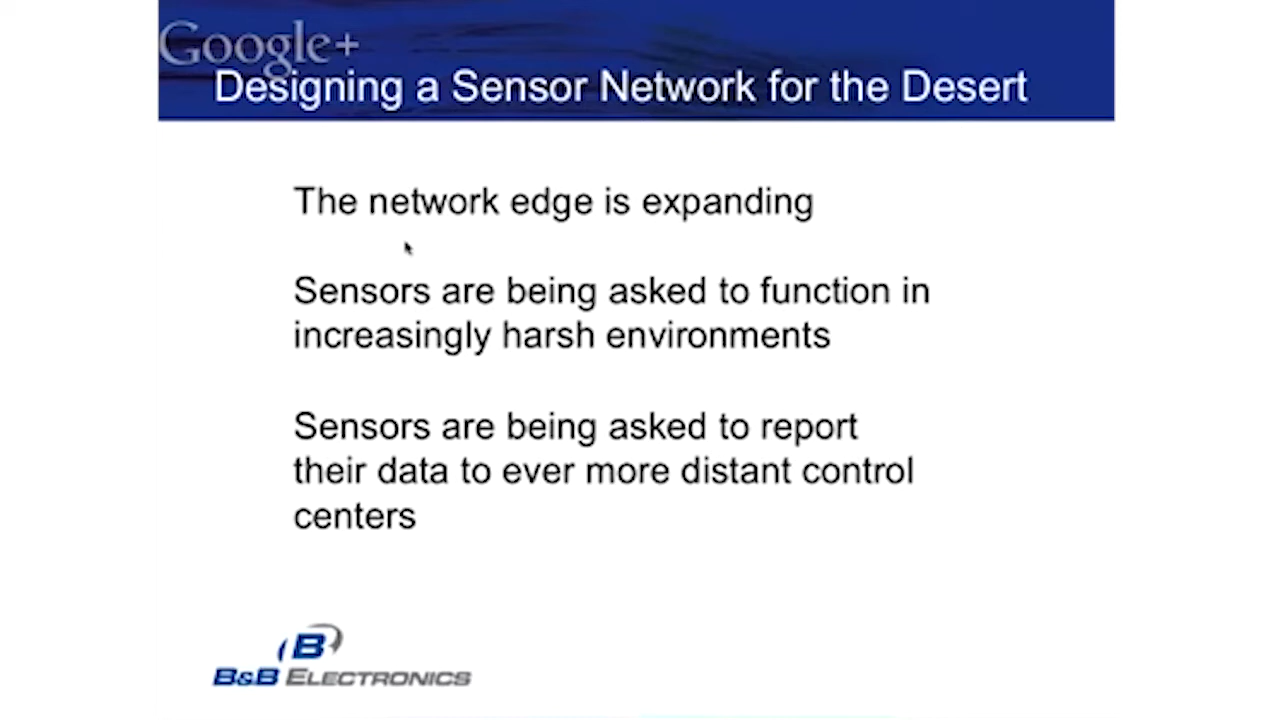 Google+
Designing a Sensor Network for the Desert
The network edge is expanding
Sensors are being asked to function in
increasingly harsh environments
Sensors are being asked to report
their data to ever more distant control
centers
B
B&B ELECTRONICS